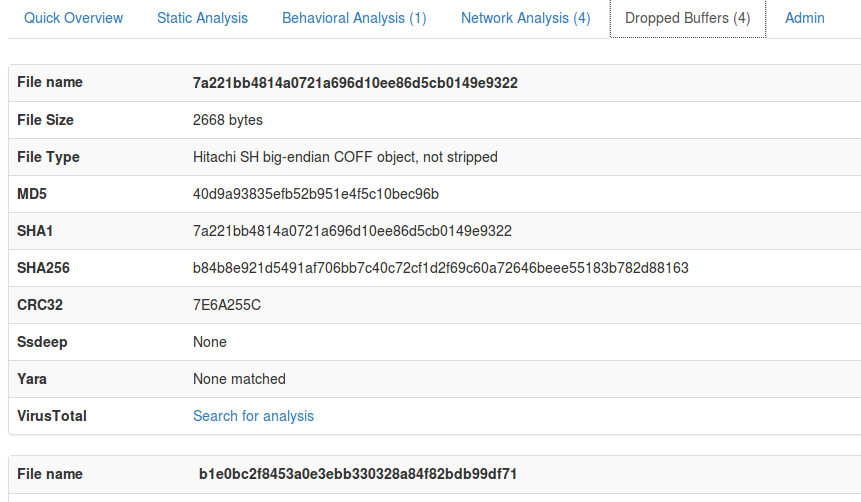 Quick Overview Static Analysis Behavioral Analysis (1) Network Analysis (4) Dropped Buffers (4) Admin
File name 7a221bb4814a0721a696d10ee86d5cb0149e9322
File Size 2668 bytes
File Type Hitachi SH big-endian COFF object, not stripped
MD5 40d9a93835efb52b951e4f5c10bec96b
SHA1 7a221bb4814a0721a696d10ee86d5cb0149e9322
SHA256 b84b8e921d5491af706bb7c40c72cf1d2f69c60a72646beee55183b782d88163
CRC32 7E6A255C
Ssdeep None
Yara None matched
VirusTotal Search for analysis
File name b1e0bc2f8453a0e3ebb330328a84f82bdb99df71